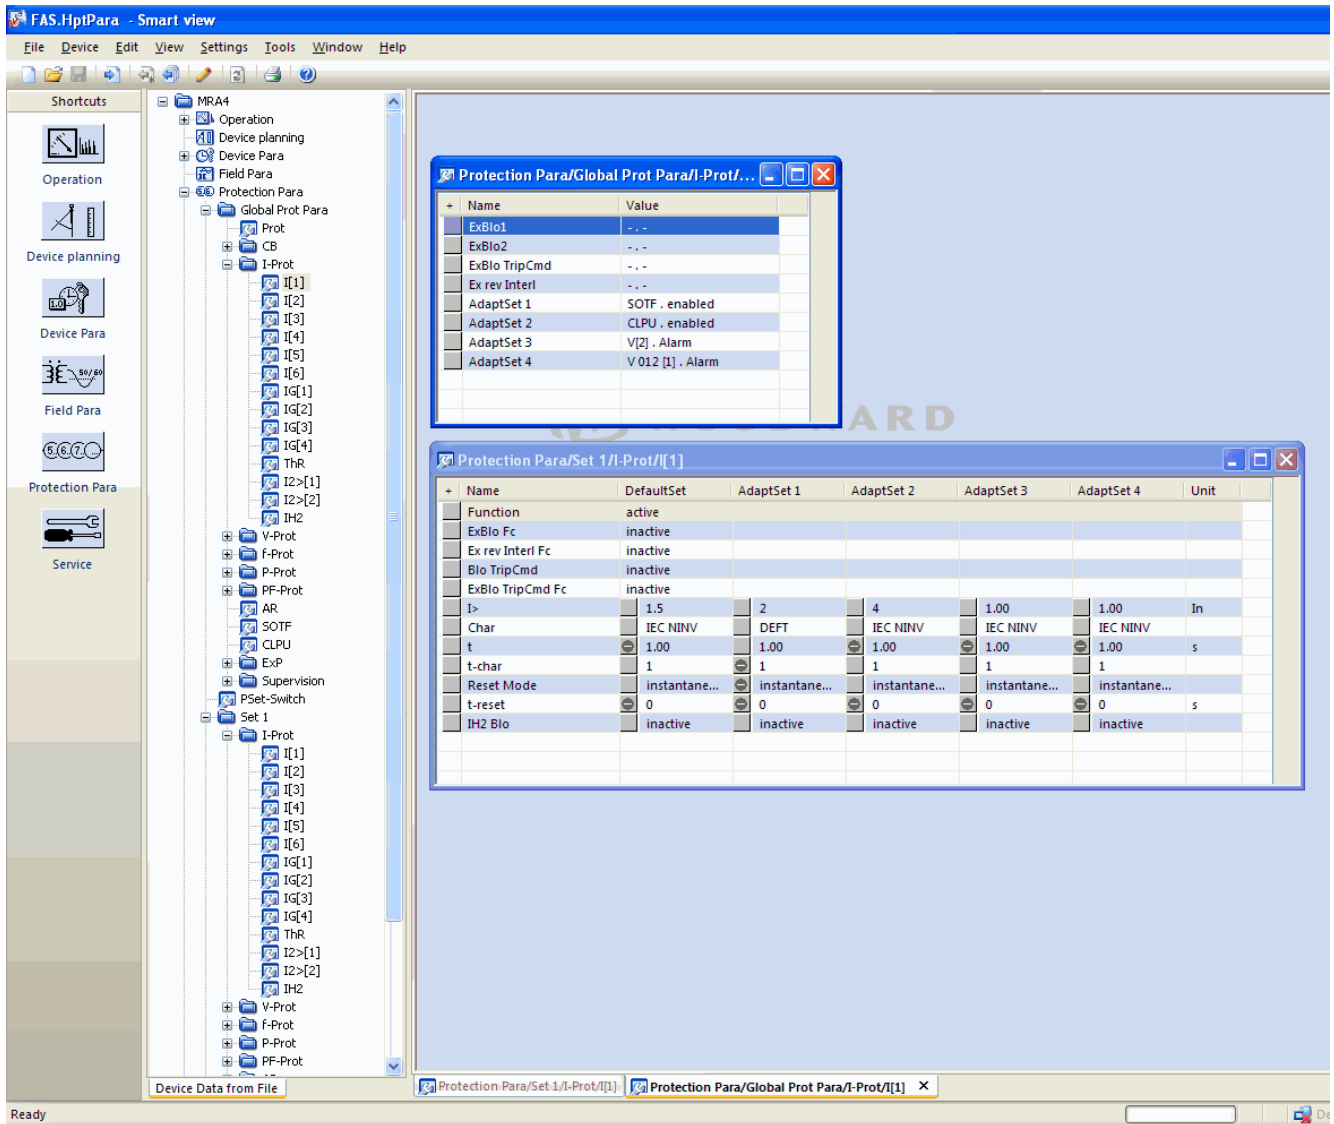 FAS.HptPara - Smart view
File Device Edit View Settings Tools Window Help
Shortcuts
Operation
Device planning
Device Para
Field Para
Protection Para
Service
MRA4
Operation
Device planning
Device Para
Field Para
Protection Para
Global Prot Para
Prot
CB
I-Prot
I[1]
I[2]
I[3]
I[4]
I[5]
I[6]
IG[1]
IG[2]
IG[3]
IG[4]
ThR
I2>[1]
I2>[2]
IH2
V-Prot
f-Prot
P-Prot
PF-Prot
AR
SOTF
CLPU
ExP
Supervision
PSet-Switch
Set 1
I-Prot
I[1]
I[2]
I[3]
I[4]
I[5]
I[6]
IG[1]
IG[2]
IG[3]
IG[4]
ThR
I2>[1]
I2>[2]
IH2
V-Prot
f-Prot
P-Prot
PF-Prot
Device Data from File
Protection Para/Global Prot Para/I-Prot/...
+ Name Value
ExBlo1 - . -
ExBlo2 - . -
ExBlo TripCmd - . -
Ex rev Interl - . -
AdaptSet 1 SOTF . enabled
AdaptSet 2 CLPU . enabled
AdaptSet 3 V[2] . Alarm
AdaptSet 4 V 012 [1] . Alarm
ARD
Protection Para/Set 1/I-Prot/I[1]
+ Name DefaultSet AdaptSet 1 AdaptSet 2 AdaptSet 3 AdaptSet 4 Unit
Function active
ExBlo Fc inactive
Ex rev Interl Fc inactive
Blo TripCmd inactive
ExBlo TripCmd Fc inactive
I> 1.5 2 4 1.00 1.00 In
Char IEC NINV DEFT IEC NINV IEC NINV IEC NINV
t 1.00 1.00 1.00 1.00 1.00 s
t-char 1 1 1 1 1
Reset Mode instantane... instantane... instantane... instantane... instantane...
t-reset 0 0 0 0 0 s
IH2 Blo inactive inactive inactive inactive inactive
Protection Para/Set 1/I-Prot/I[1] Protection Para/Global Prot Para/I-Prot/I[1]
Ready